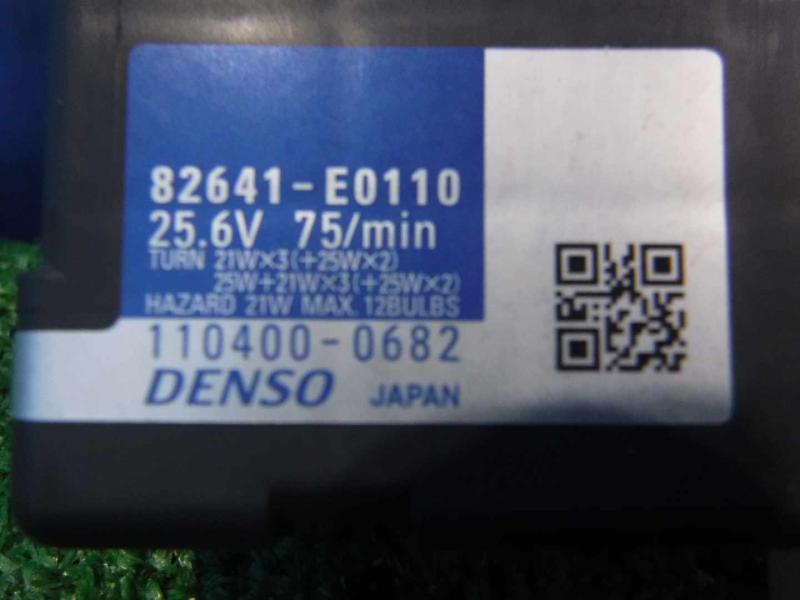 82641-E0110
25.6V 75/min
TURN 21W×3(+25W×2)
25W+21W×3(+25W×2)
HAZARD 21W MAX. 12BULBS
110400-0682
DENSO JAPAN